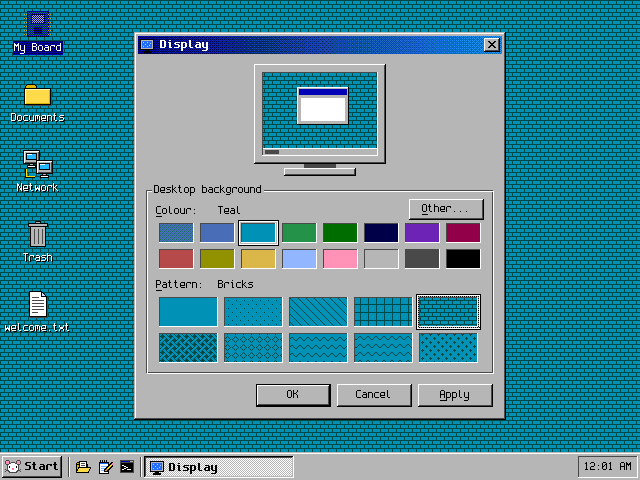 My Board
Documents
Network
Trash
welcome.txt
Display
Desktop background
Colour: Teal
Other...
Pattern: Bricks
OK
Cancel
Apply
Start
Display
12:01 AM